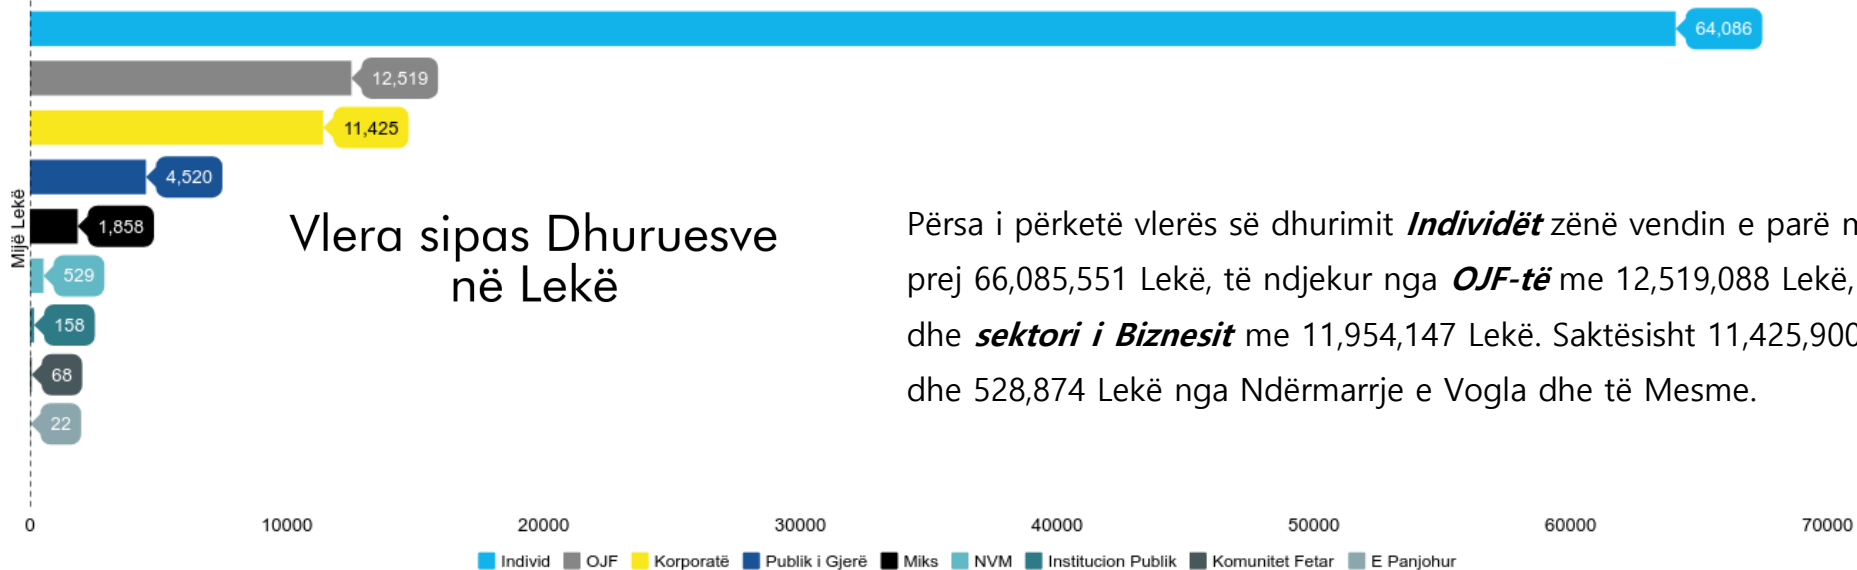 64,086
12,519
11,425
4,520
1,858
529
158
68
22
Mijë Lekë
Vlera sipas Dhuruesve
në Lekë
Përsa i përketë vlerës së dhurimit Individët zënë vendin e parë
prej 66,085,551 Lekë, të ndjekur nga OJF-të me 12,519,088 Lekë,
dhe sektori i Biznesit me 11,954,147 Lekë. Saktësisht 11,425,900
dhe 528,874 Lekë nga Ndërmarrje e Vogla dhe të Mesme.
0 10000 20000 30000 40000 50000 60000 70000
Individ OJF Korporatë Publik i Gjerë Miks NVM Institucion Publik Komunitet Fetar E Panjohur